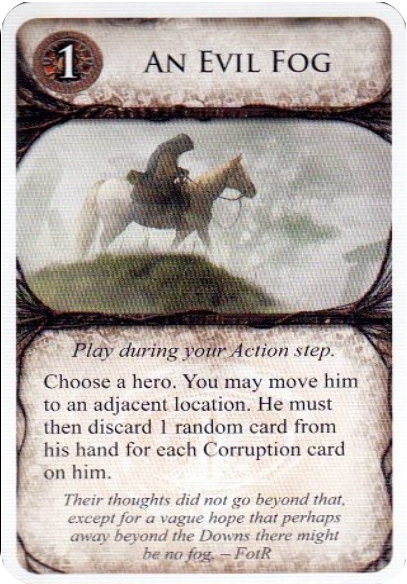 1
AN EVIL FOG
Play during your Action step.
Choose a hero. You may move him
to an adjacent location. He must
then discard 1 random card from
his hand for each Corruption card
on him.
Their thoughts did not go beyond that,
except for a vague hope that perhaps
away beyond the Downs there might
be no fog. – FotR